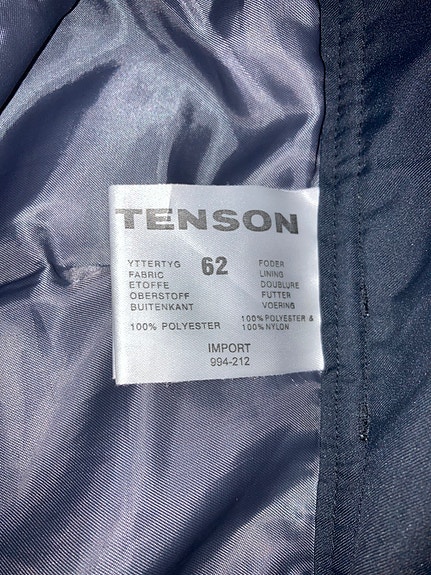 TENSON
YTTERTYG 62 FODER
FABRIC LINING
ETOFFE DOUBLURE
OBERSTOFF FUTTER
BUITENKANT VOERING
100% POLYESTER 100% POLYESTER &
100% NYLON
IMPORT
994-212